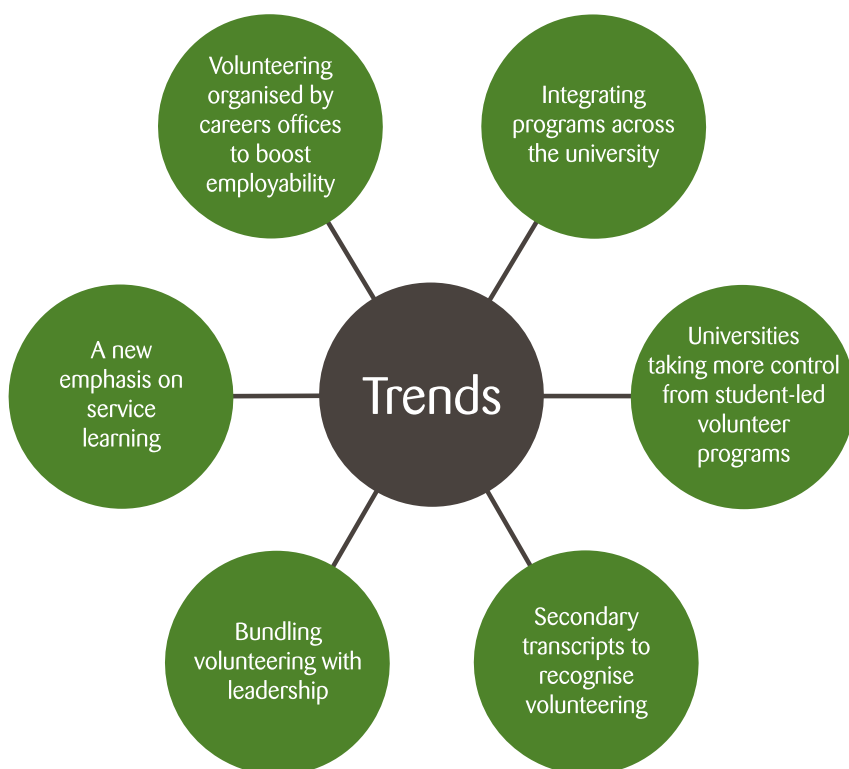 Volunteering
organised by
careers offices
to boost
employability
Integrating
programs across
the university
A new
emphasis on
service
learning
Trends
Universities
taking more control
from student-led
volunteer
programs
Bundling
volunteering with
leadership
Secondary
transcripts to
recognise
volunteering